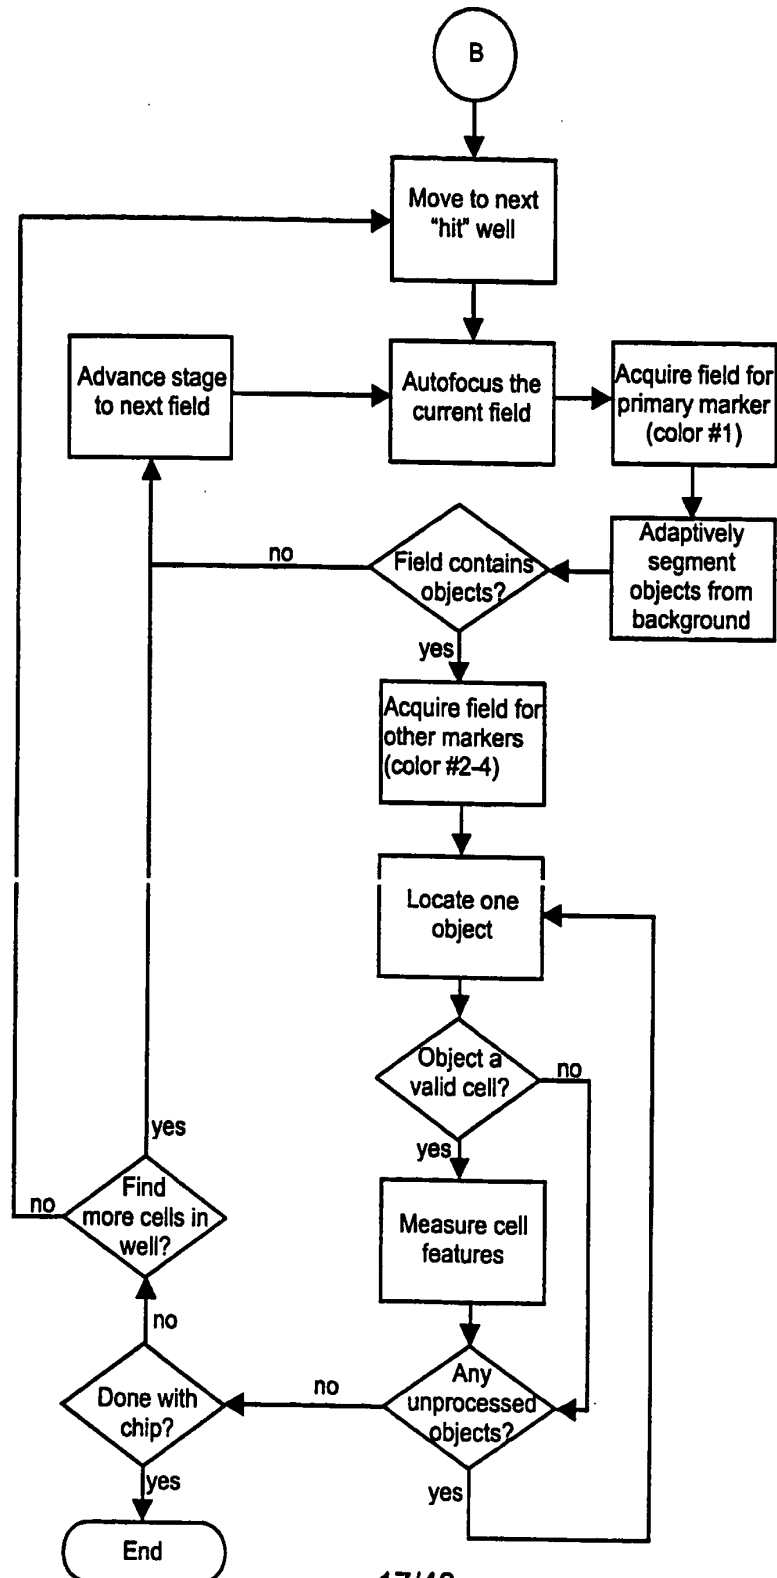 B
Move to next
"hit" well
Advance stage
to next field
Autofocus the
current field
Acquire field for
primary marker
(color #1)
Adaptively
segment
objects from
background
no
Field contains
objects?
yes
Acquire field for
other markers
(color #2-4)
Locate one
object
Object a
valid cell?
no
yes
Measure cell
features
yes
Find
more cells in
well?
no
no
Any
unprocessed
objects?
no
Done with
chip?
yes
yes
End